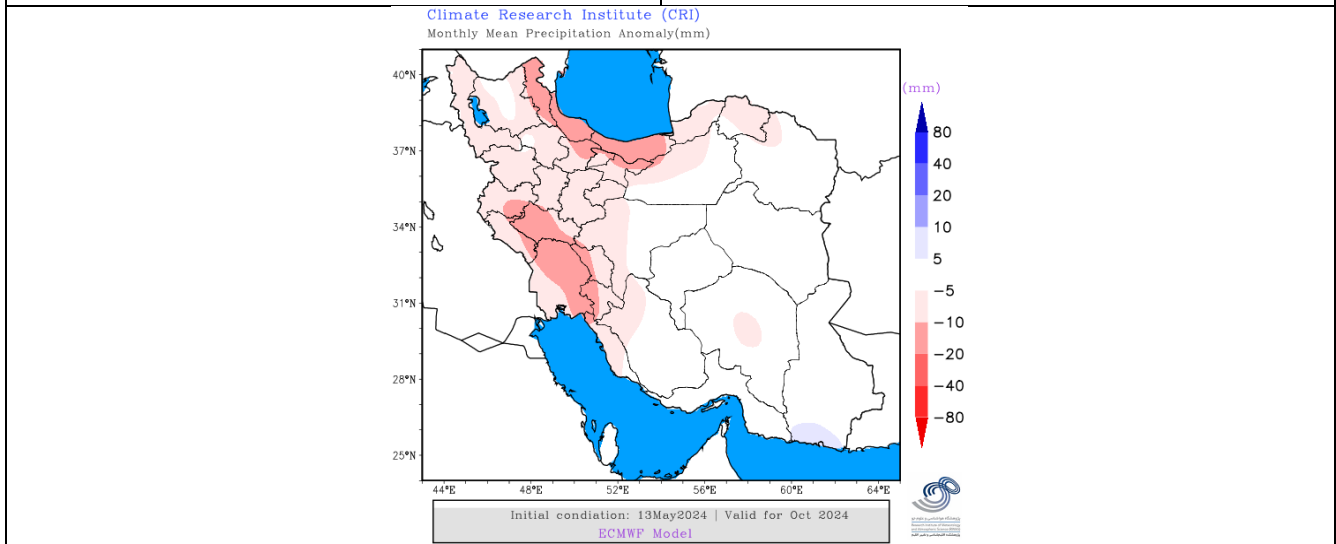 Climate Research Institute (CRI)
Monthly Mean Precipitation Anomaly(mm)
(mm)
40°N
37°N
34°N
31°N
28°N
25°N
44°E
48°E
52°E
56°E
60°E
64°E
80
40
20
10
5
−5
−10
−20
−40
−80
Initial condiation: 13May2024 | Valid for Oct 2024
ECMWF Model